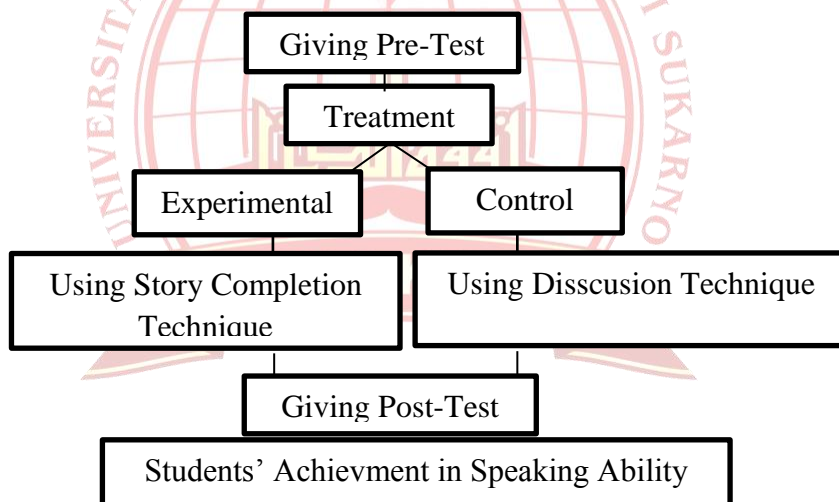 Giving Pre-Test
Treatment
Experimental
Control
Using Story Completion
Technique
Using Disscusion Technique
Giving Post-Test
Students’ Achievment in Speaking Ability
SUKARNO